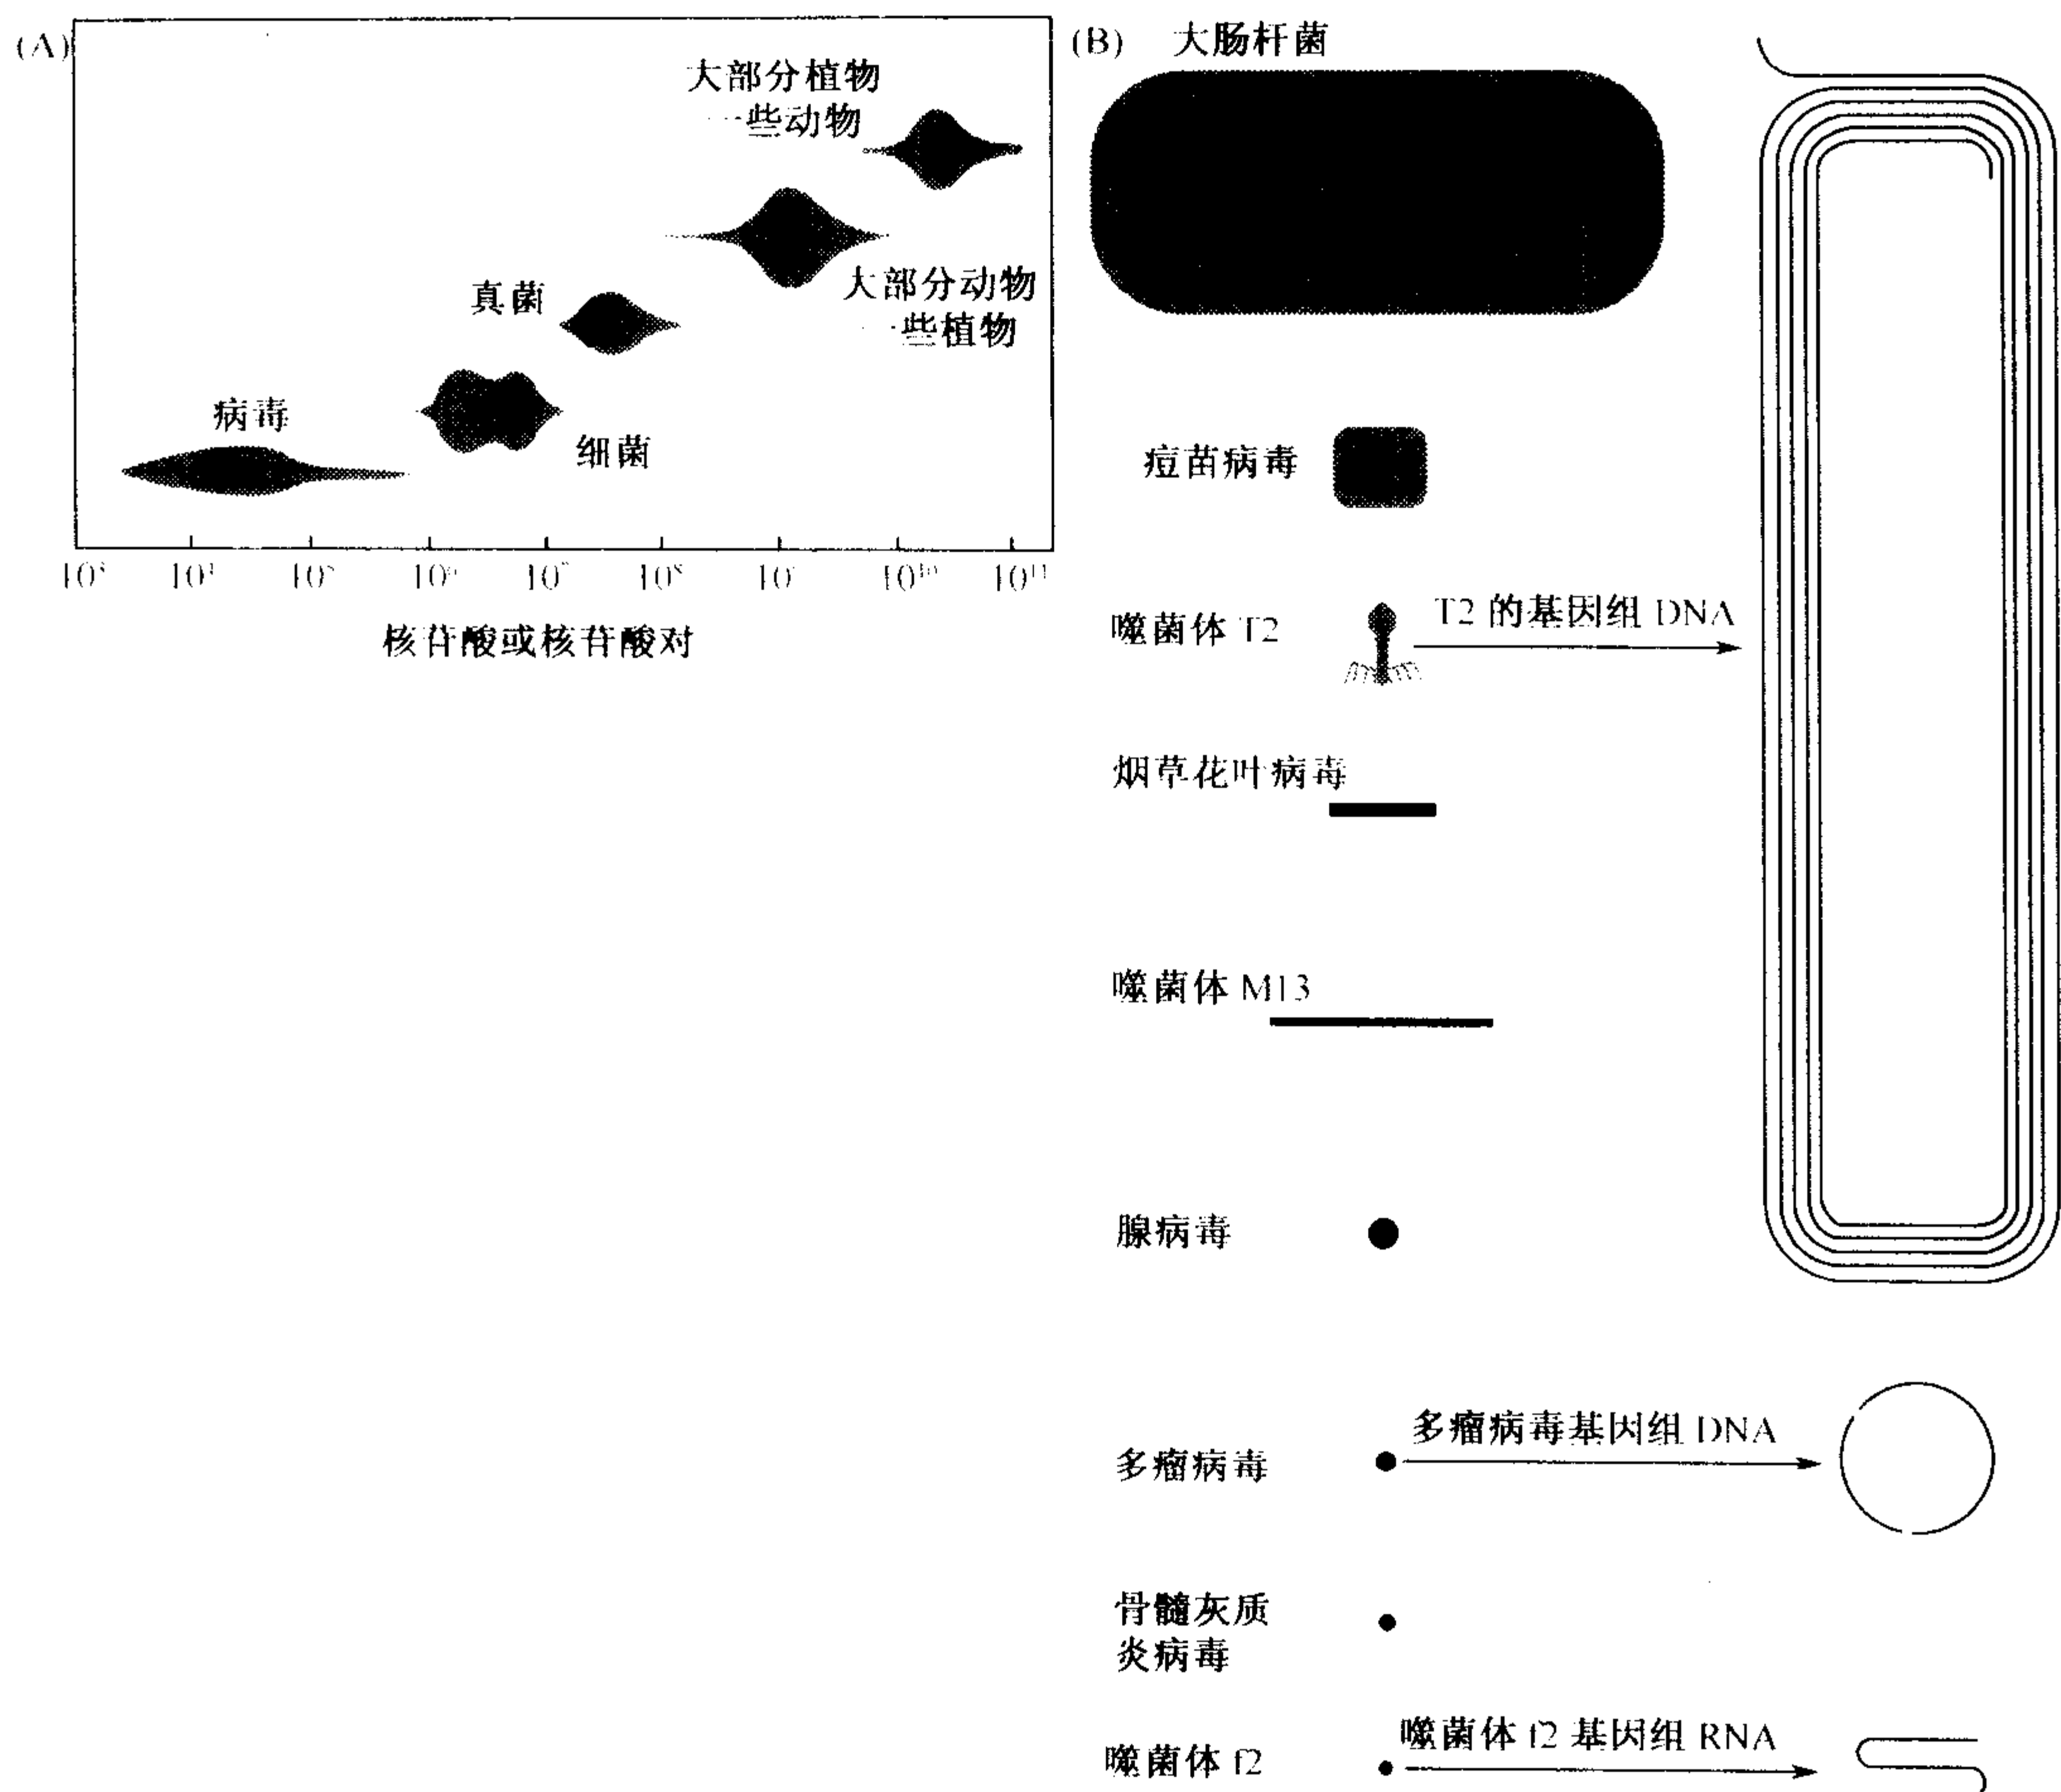 (A)
大部分植物
一些动物
大部分动物
一些植物
真菌
病毒
细菌
10⁶ 10⁸ 10¹⁰ 10¹¹
核苷酸或核苷酸对
(B) 大肠杆菌
痘苗病毒
噬菌体 T2
T2 的基因组 DNA
烟草花叶病毒
噬菌体 M13
腺病毒
多瘤病毒
多瘤病毒基因组 DNA
骨髓灰质
炎病毒
噬菌体 f2
噬菌体 f2 基因组 RNA